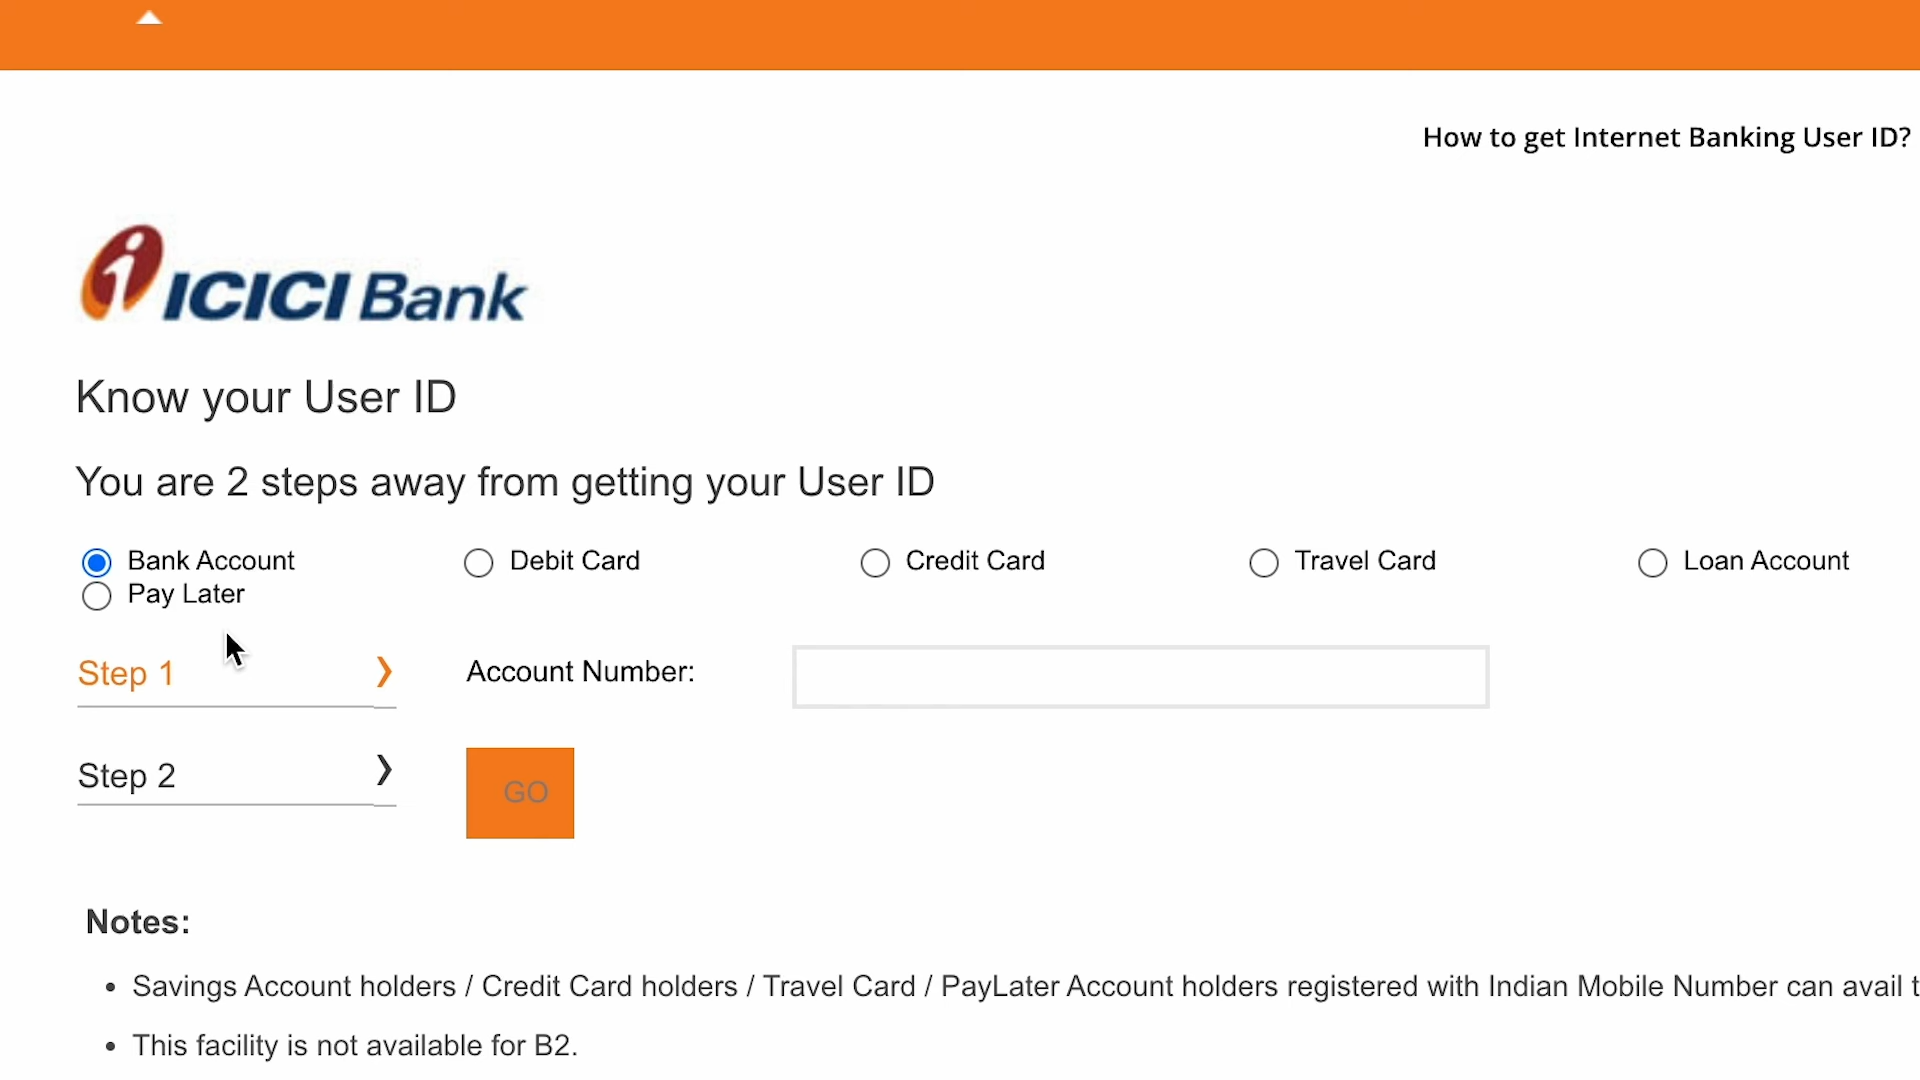 How to get Internet Banking User ID?
ICICI Bank
Know your User ID
You are 2 steps away from getting your User ID
Bank Account
Debit Card
Credit Card
Travel Card
Loan Account
Pay Later
Step 1 ❯
Account Number:
Step 2 ❯
GO
Notes:
• Savings Account holders / Credit Card holders / Travel Card / PayLater Account holders registered with Indian Mobile Number can avail t
• This facility is not available for B2.